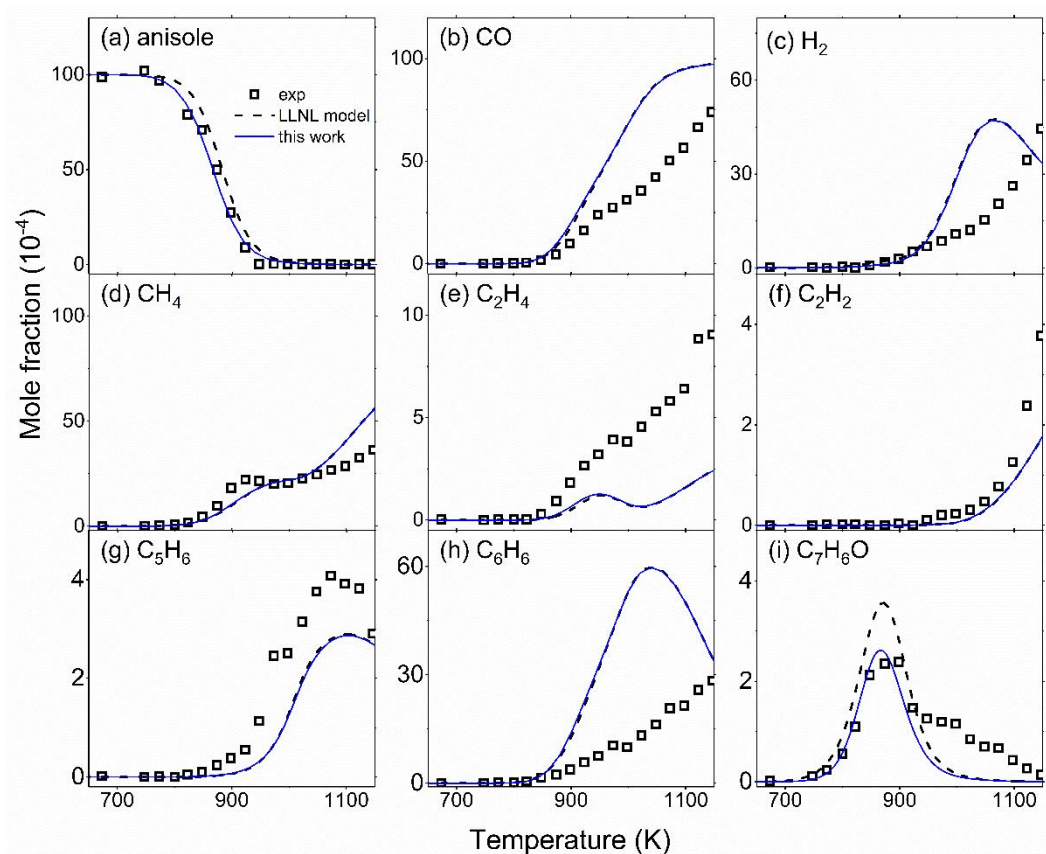 (a) anisole
(b) CO
(c) H₂
100
50
0
exp
LLNL model
this work
100
50
0
60
30
0
(d) CH₄
(e) C₂H₄
(f) C₂H₂
100
50
0
10
5
0
4
2
0
(g) C₅H₆
(h) C₆H₆
(i) C₇H₆O
4
2
0
60
30
0
4
2
0
700 900 1100
700 900 1100
700 900 1100
Mole fraction (10⁻⁴)
Temperature (K)